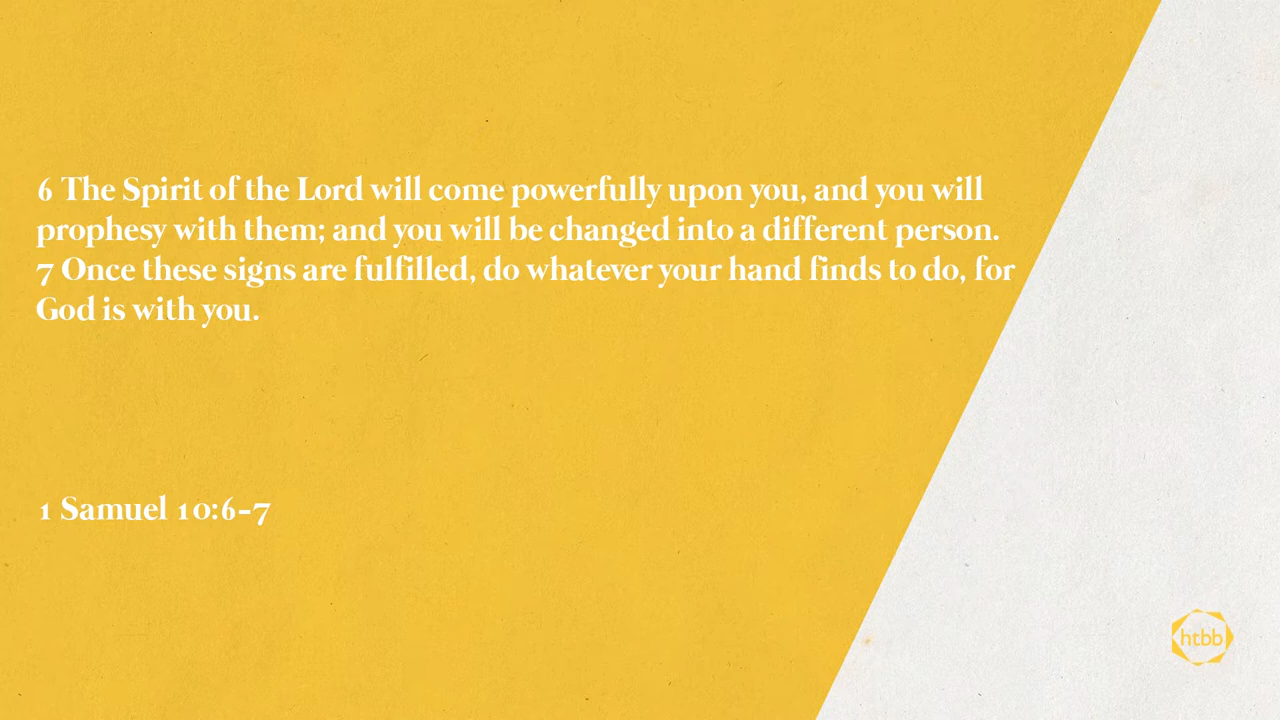 6 The Spirit of the Lord will come powerfully upon you, and you will
prophesy with them; and you will be changed into a different person.
7 Once these signs are fulfilled, do whatever your hand finds to do, for
God is with you.
1 Samuel 10:6-7
htbb